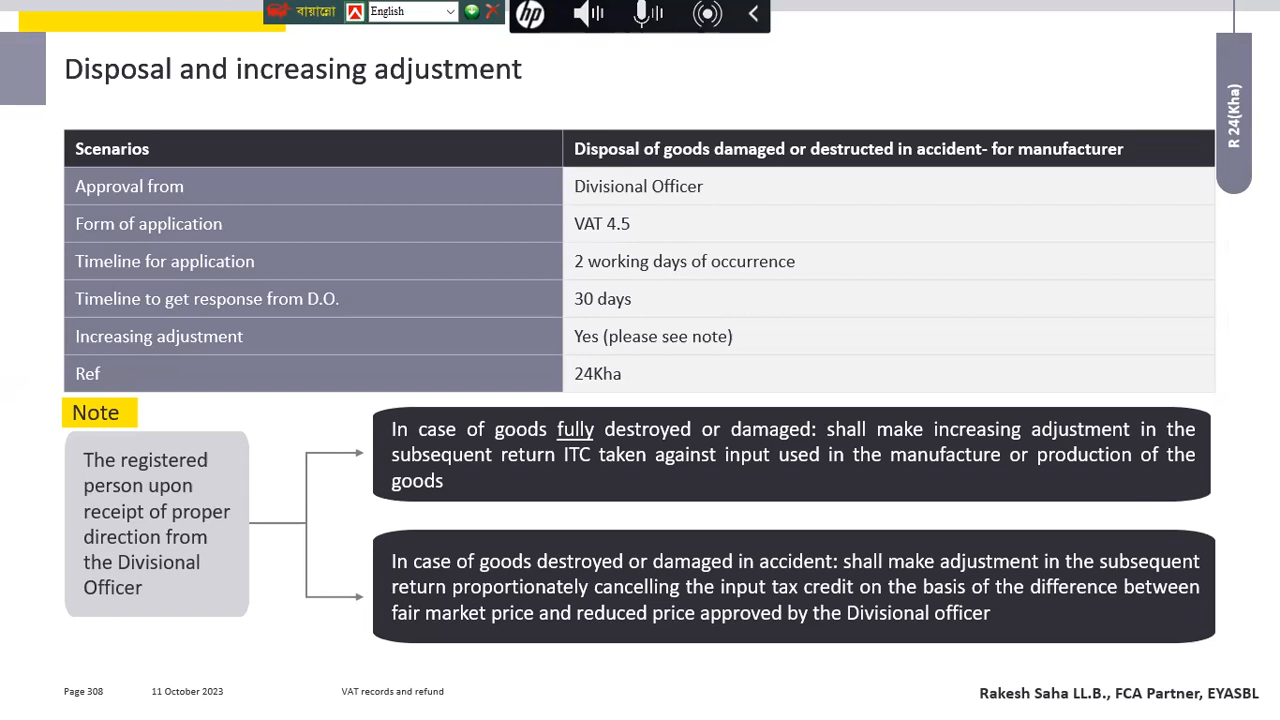 বায়ান্নো
English
hp
Disposal and increasing adjustment
R 24(Kha)
Scenarios
Disposal of goods damaged or destructed in accident- for manufacturer
Approval from
Divisional Officer
Form of application
VAT 4.5
Timeline for application
2 working days of occurrence
Timeline to get response from D.O.
30 days
Increasing adjustment
Yes (please see note)
Ref
24Kha
Note
The registered
person upon
receipt of proper
direction from
the Divisional
Officer
In case of goods fully destroyed or damaged: shall make increasing adjustment in the
subsequent return ITC taken against input used in the manufacture or production of the
goods
In case of goods destroyed or damaged in accident: shall make adjustment in the subsequent
return proportionately cancelling the input tax credit on the basis of the difference between
fair market price and reduced price approved by the Divisional officer
Page 308
11 October 2023
VAT records and refund
Rakesh Saha LL.B., FCA Partner, EYASBL